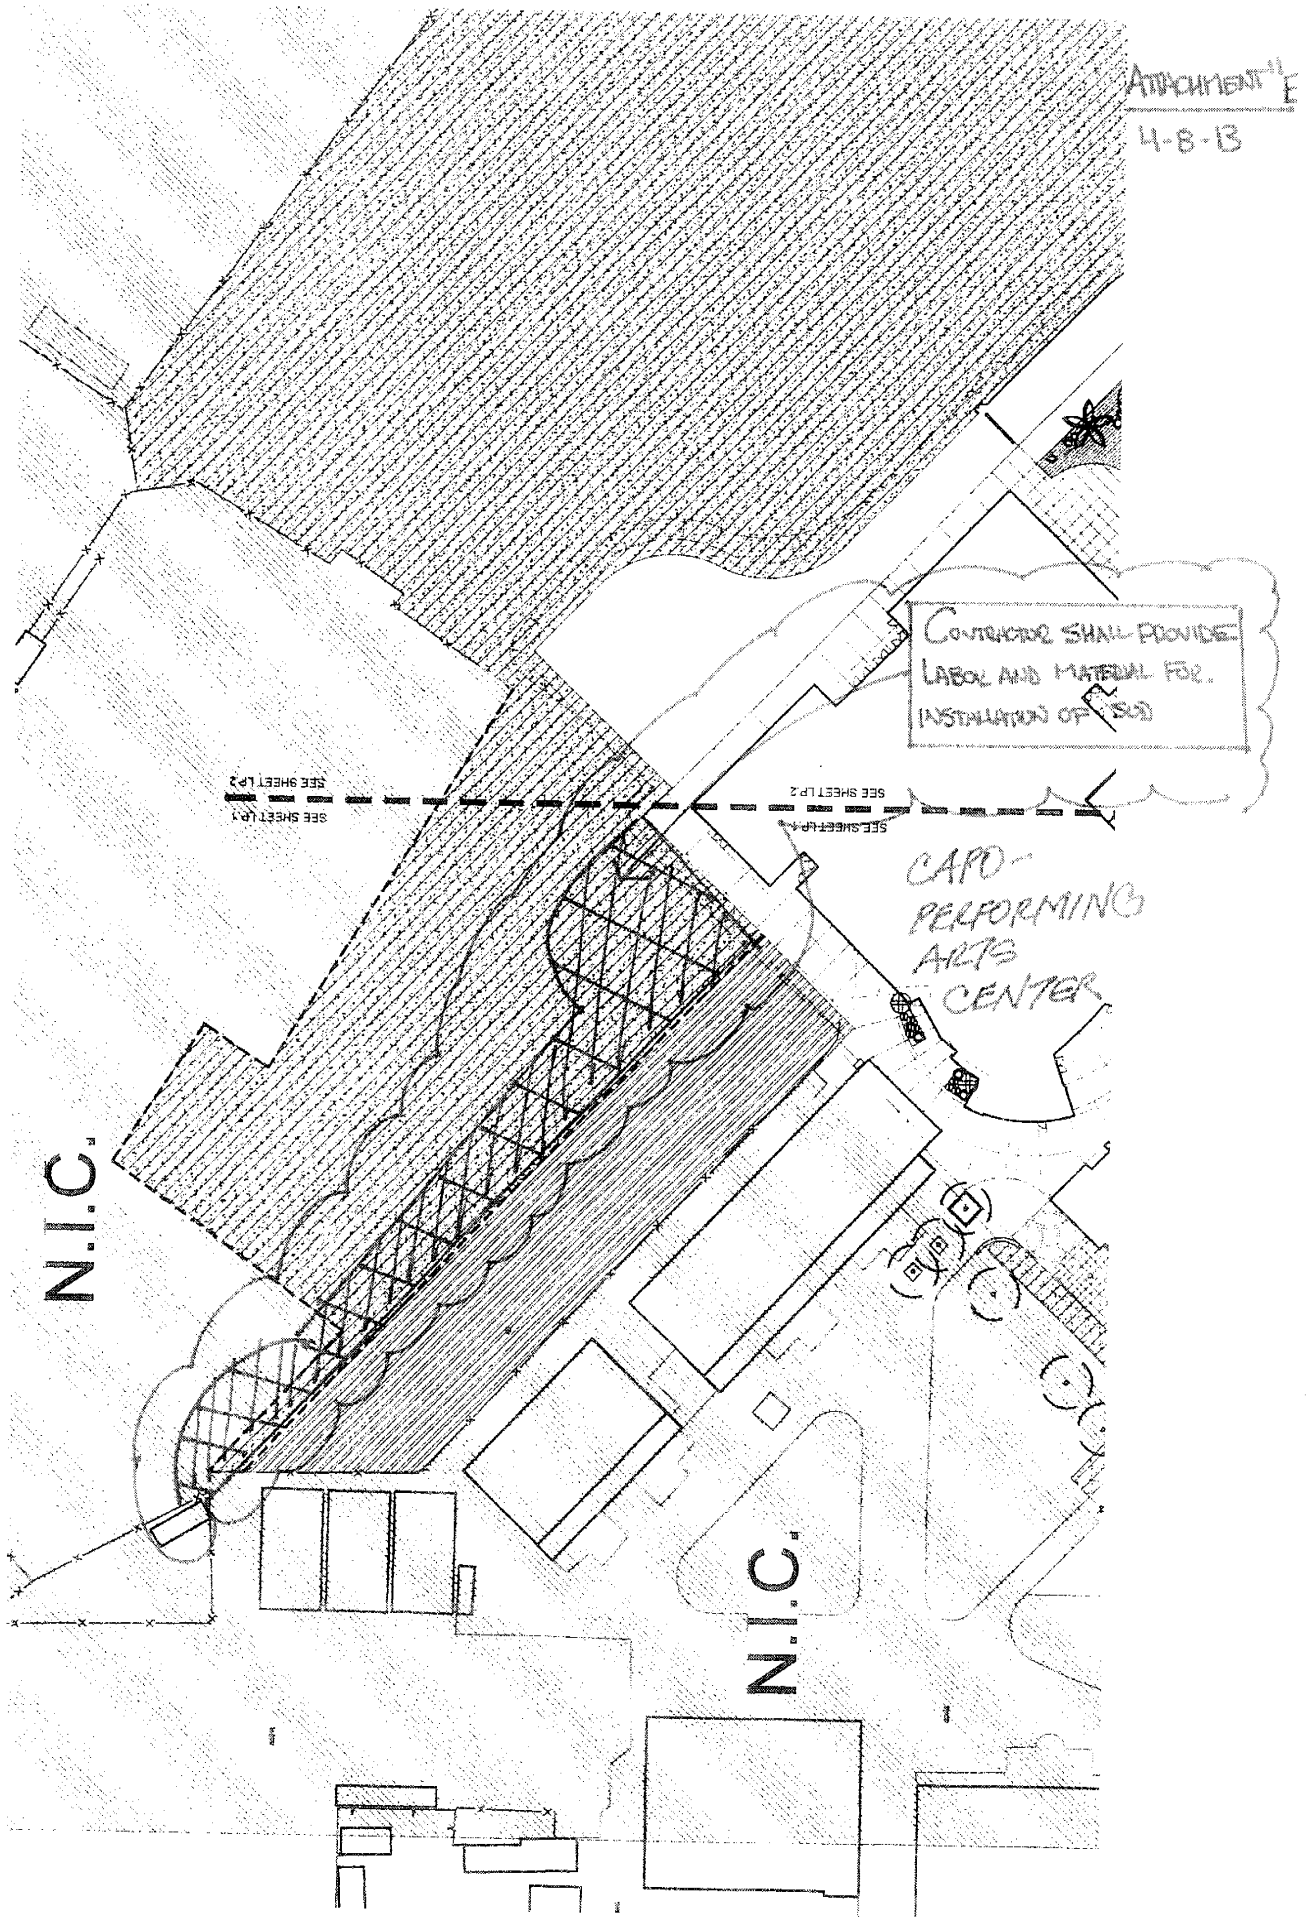 ATTACHMENT "E
4-8-13
CONTRACTOR SHALL PROVIDE
LABOR AND MATERIAL FOR
INSTALLATION OF SOD
SEE SHEET LP.2
SEE SHEET LP.1
SEE SHEET LP.2
SEE SHEET LP.1
CAPO -
PERFORMING
ARTS
CENTER
N.I.C.
N.I.C.